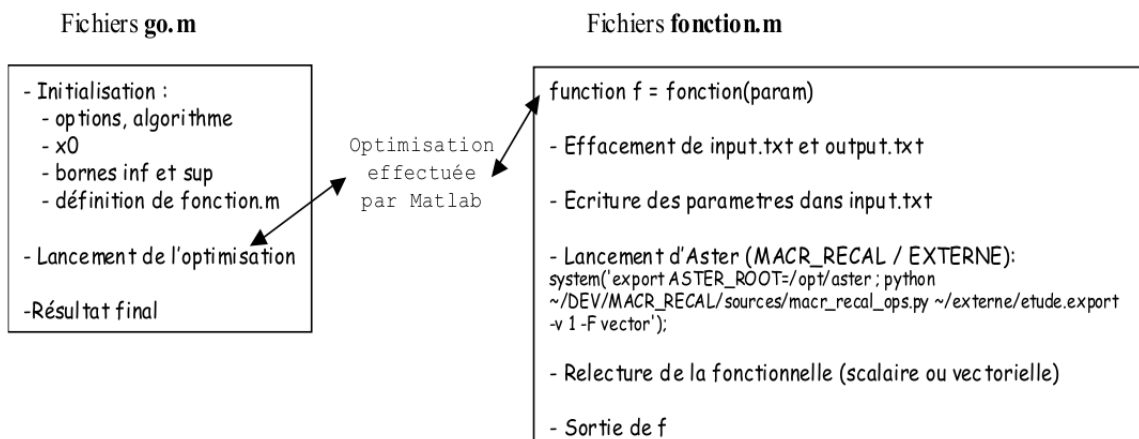 Fichiers go.m
- Initialisation :
- options, algorithme
- x0
- bornes inf et sup
- définition de fonction.m
- Lancement de l'optimisation
-Résultat final
Optimisation
effectuée
par Matlab
Fichiers fonction.m
function f = fonction(param)
- Effacement de input.txt et output.txt
- Ecriture des parametres dans input.txt
- Lancement d'Aster (MACR_RECAL / EXTERNE):
system('export ASTER_ROOT=/opt/aster ; python
~/DEV/MACR_RECAL/sources/macr_recal_ops.py ~/externe/etude.export
-v 1 -F vector');
- Relecture de la fonctionnelle (scalaire ou vectorielle)
- Sortie de f